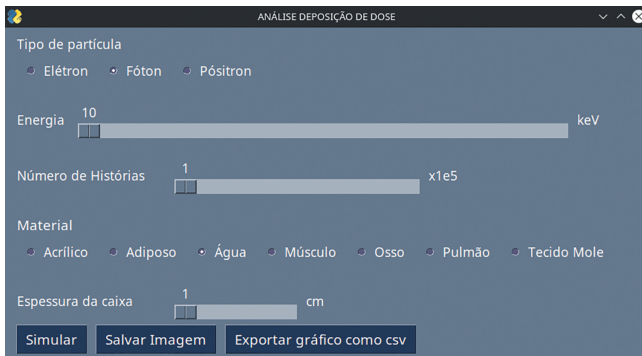 ANÁLISE DEPOSIÇÃO DE DOSE
Tipo de partícula
Elétron Fóton Pósitron
10
Energia keV
1
Número de Histórias x1e5
Material
Acrílico Adiposo Água Músculo Osso Pulmão Tecido Mole
1
Espessura da caixa cm
Simular Salvar Imagem Exportar gráfico como csv